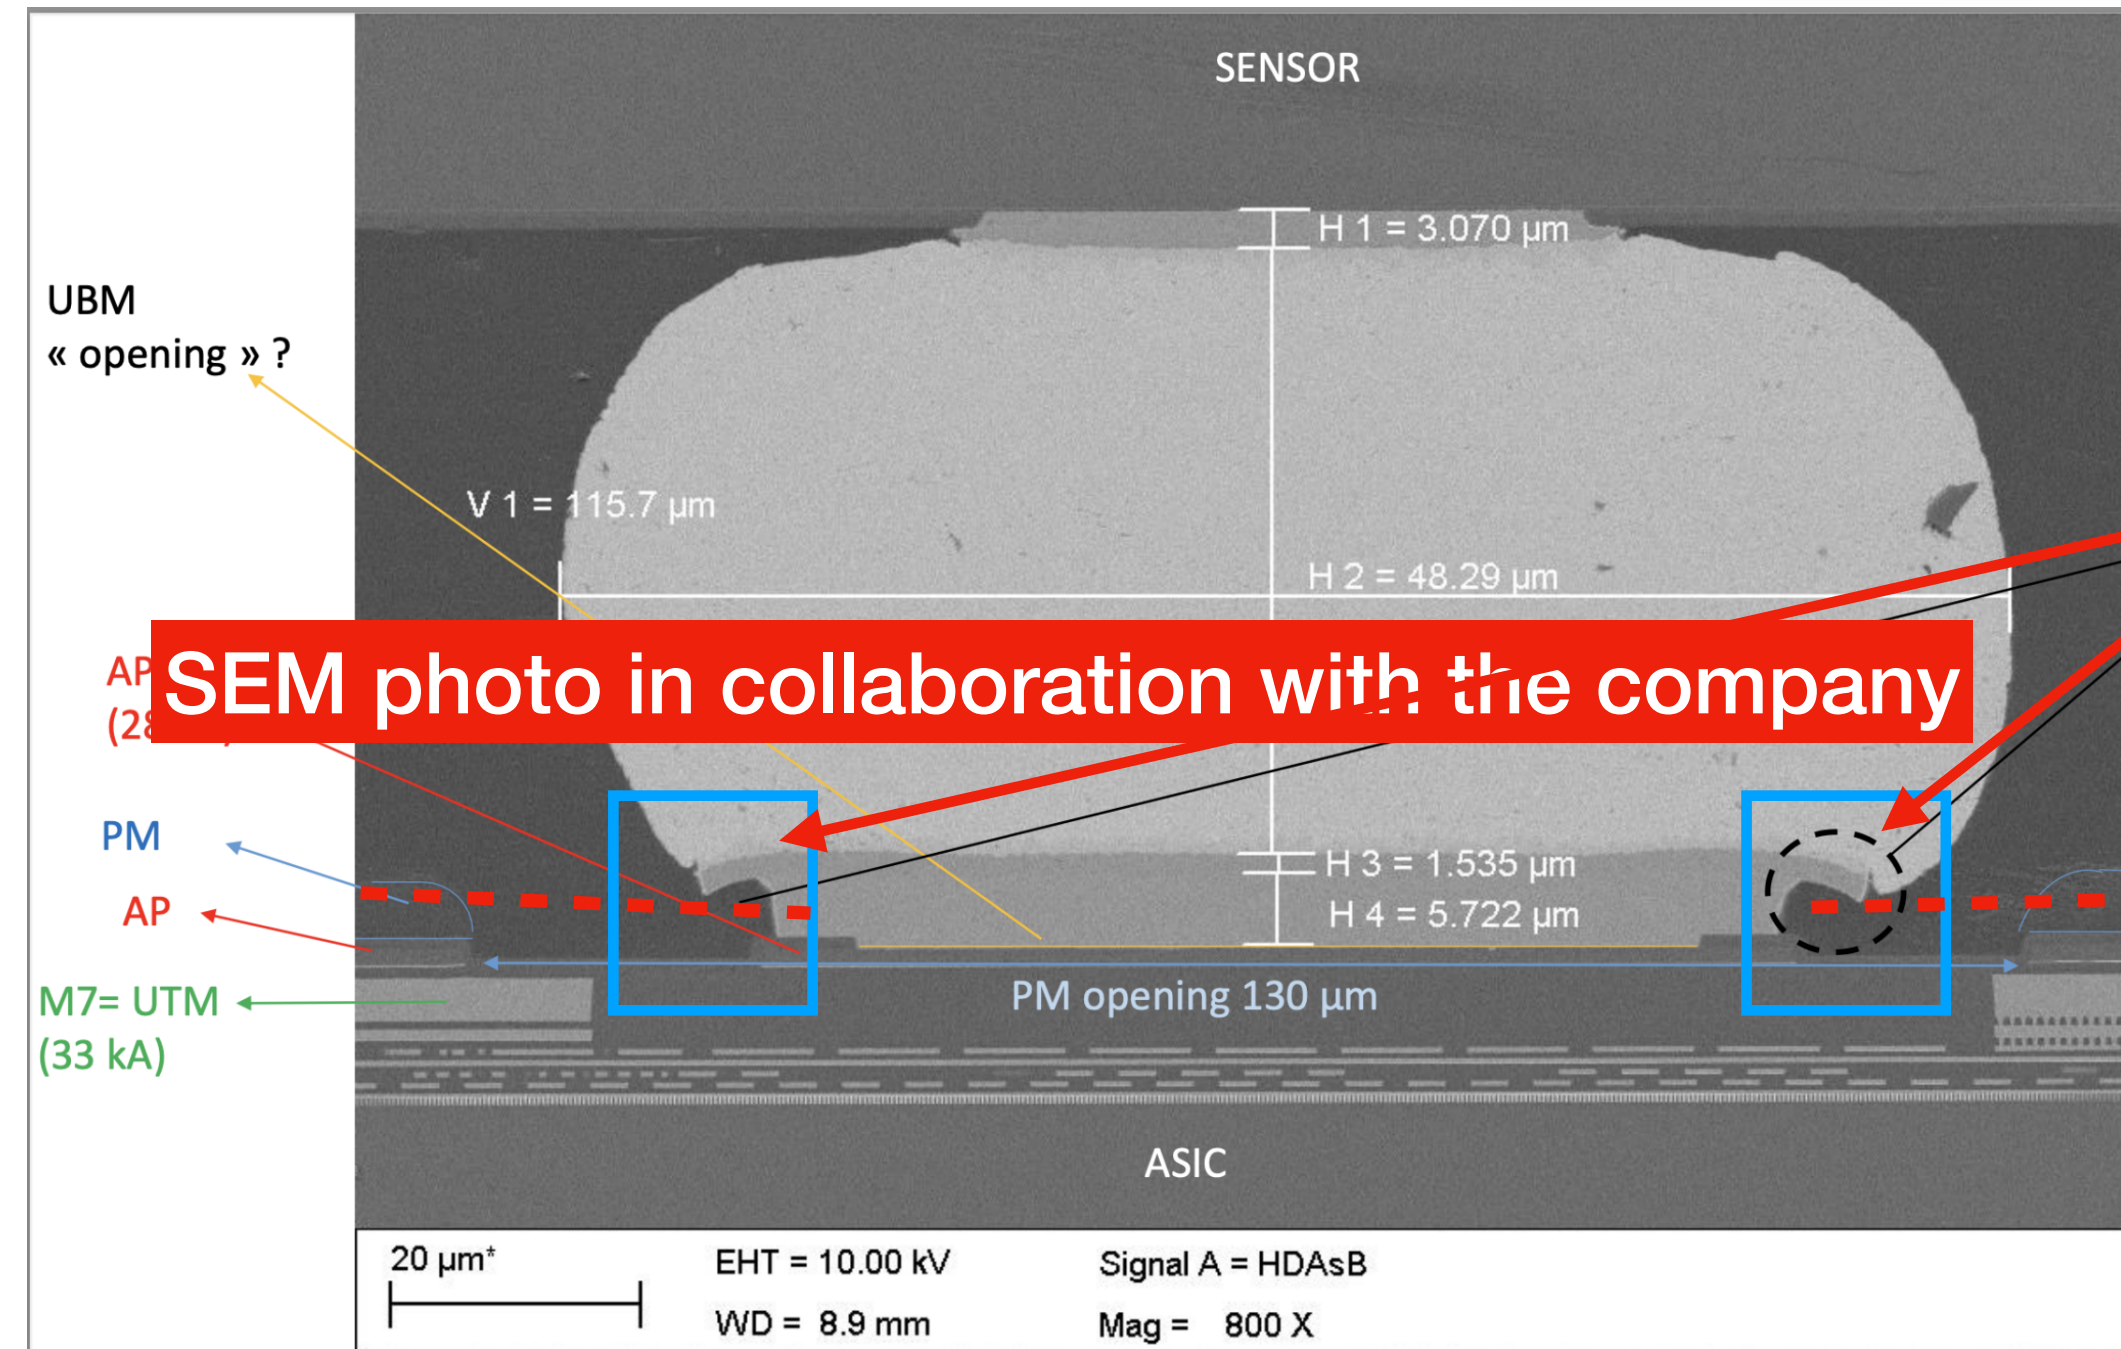 SENSOR
H 1 = 3.070 µm
UBM
« opening » ?
V 1 = 115.7 µm
H 2 = 48.29 µm
AP
SEM photo in collaboration with the company
(28
PM
H 3 = 1.535 µm
AP
H 4 = 5.722 µm
M7= UTM
(33 kA)
PM opening 130 µm
ASIC
20 µm*
EHT = 10.00 kV
Signal A = HDAsB
WD = 8.9 mm
Mag = 800 X